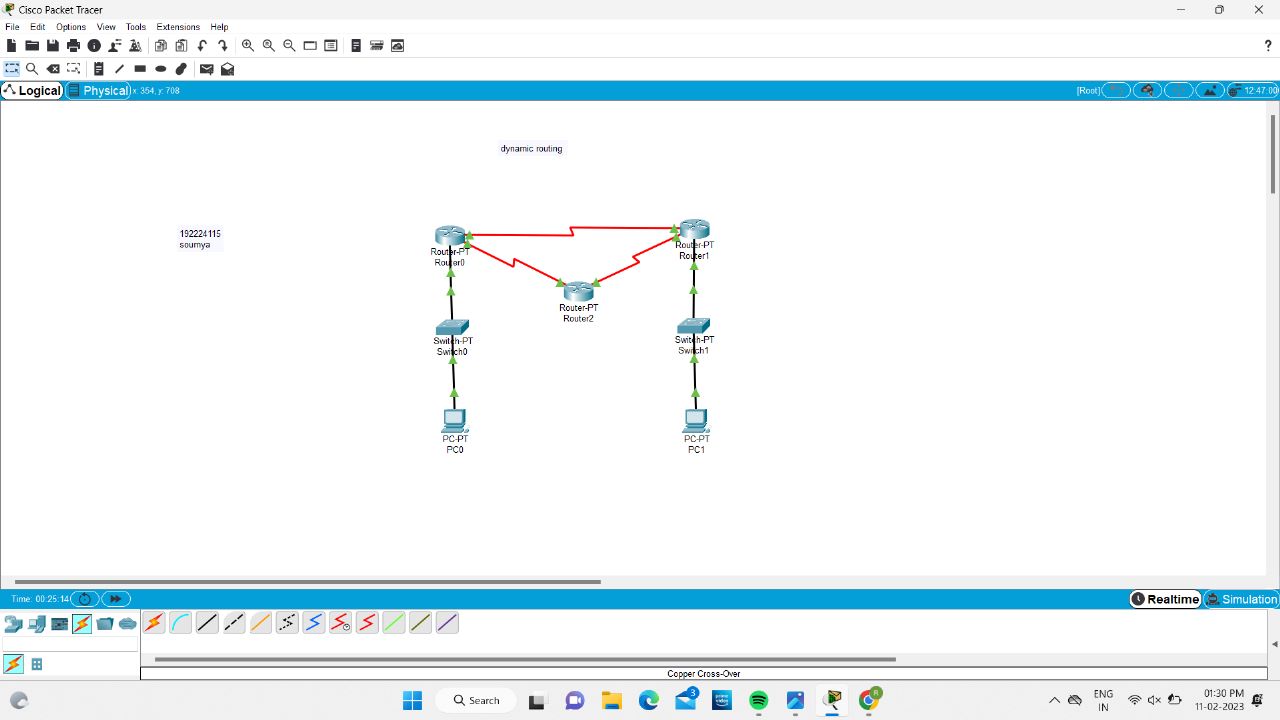 Cisco Packet Tracer
File Edit Options View Tools Extensions Help
Logical Physical x: 354, y: 708
[Root] 12:47:00
dynamic routing
192224115
soumya
Router-PT
Router0
Router-PT
Router1
Router-PT
Router2
Switch-PT
Switch0
Switch-PT
Switch1
PC-PT
PC0
PC-PT
PC1
Time: 00:25:14
Realtime Simulation
Copper Cross-Over
Search
prime video
3
R
ENG
IN
01:30 PM
11-02-2023